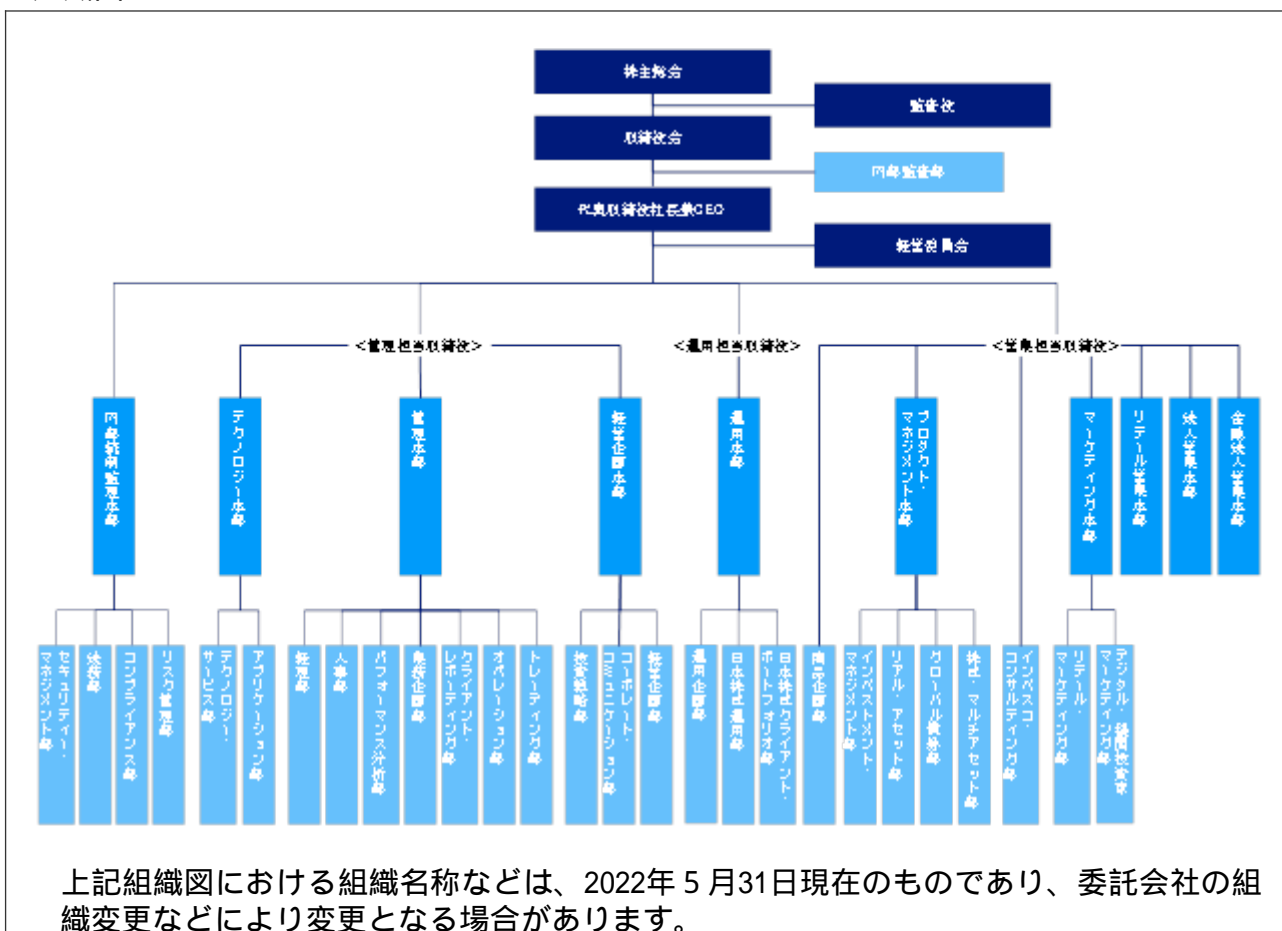 株主総会
監査役
取締役会
内部監査部
代表取締役社長兼CEO
経営委員会
<管理担当取締役>
<運用担当取締役>
<営業担当取締役>
内部統制監理本部
テクノロジー本部
管理本部
経営企画本部
運用本部
プロダクト・
マネジメント本部
マーケティング本部
リテール営業本部
法人営業本部
金融法人営業本部
セキュリティー・
マネジメント部
法務部
コンプライアンス部
リスク管理部
テクノロジー・
サービス部
アプリケーション部
経理部
人事部
パフォーマンス分析部
業務企画部
クライアント・
レポーティング部
オペレーション部
トレーディング部
投資戦略部
コーポレート・
コミュニケーション部
経営企画部
運用企画部
日本株式運用部
日本株式クライアント・
ポートフォリオ部
商品企画部
インベストメント・
マネジメント部
リアル・アセット部
グローバル債券部
株式・マルチアセット部
インベスコ・
コンサルティング部
リテール・
マーケティング部
デジタル・機関投資家
マーケティング部
上記組織図における組織名称などは、2022年5月31日現在のものであり、委託会社の組
織変更などにより変更となる場合があります。